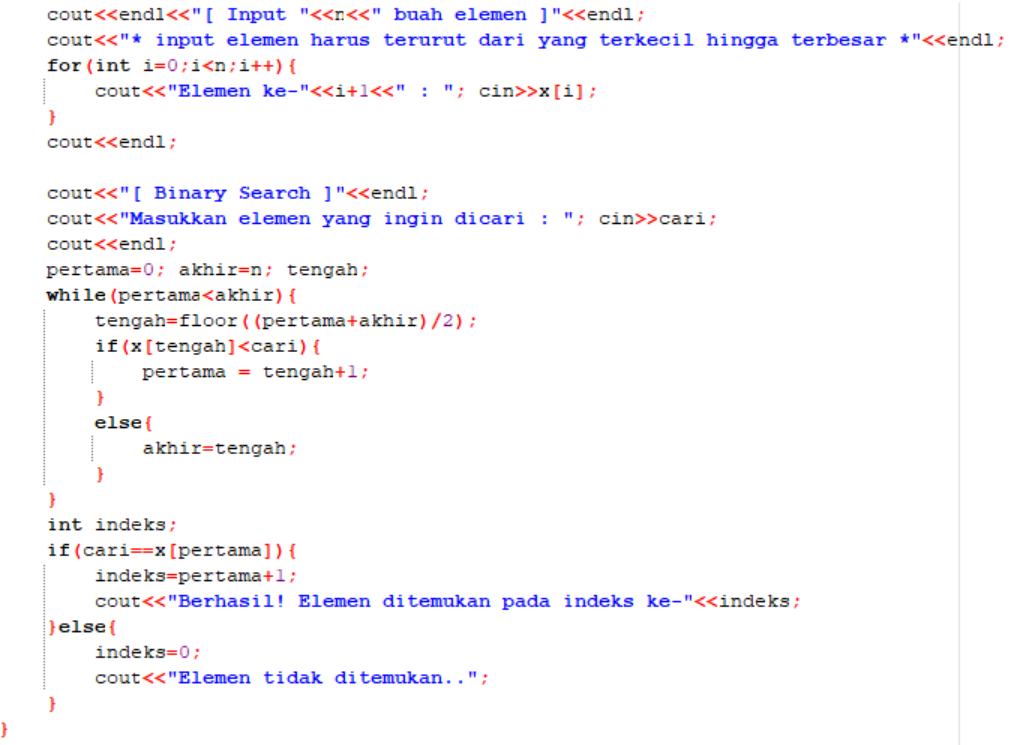 cout<<endl<<"[ Input "<<n<<" buah elemen ]"<<endl;
cout<<"* input elemen harus terurut dari yang terkecil hingga terbesar *"<<endl;
for(int i=0;i<n;i++){
cout<<"Elemen ke-"<<i+1<<" : "; cin>>x[i];
}
cout<<endl;
cout<<"[ Binary Search ]"<<endl;
cout<<"Masukkan elemen yang ingin dicari : "; cin>>cari;
cout<<endl;
pertama=0; akhir=n; tengah;
while(pertama<akhir){
tengah=floor((pertama+akhir)/2);
if(x[tengah]<cari){
pertama = tengah+1;
}
else{
akhir=tengah;
}
}
int indeks;
if(cari==x[pertama]){
indeks=pertama+1;
cout<<"Berhasil! Elemen ditemukan pada indeks ke-"<<indeks;
}else{
indeks=0;
cout<<"Elemen tidak ditemukan..";
}
}